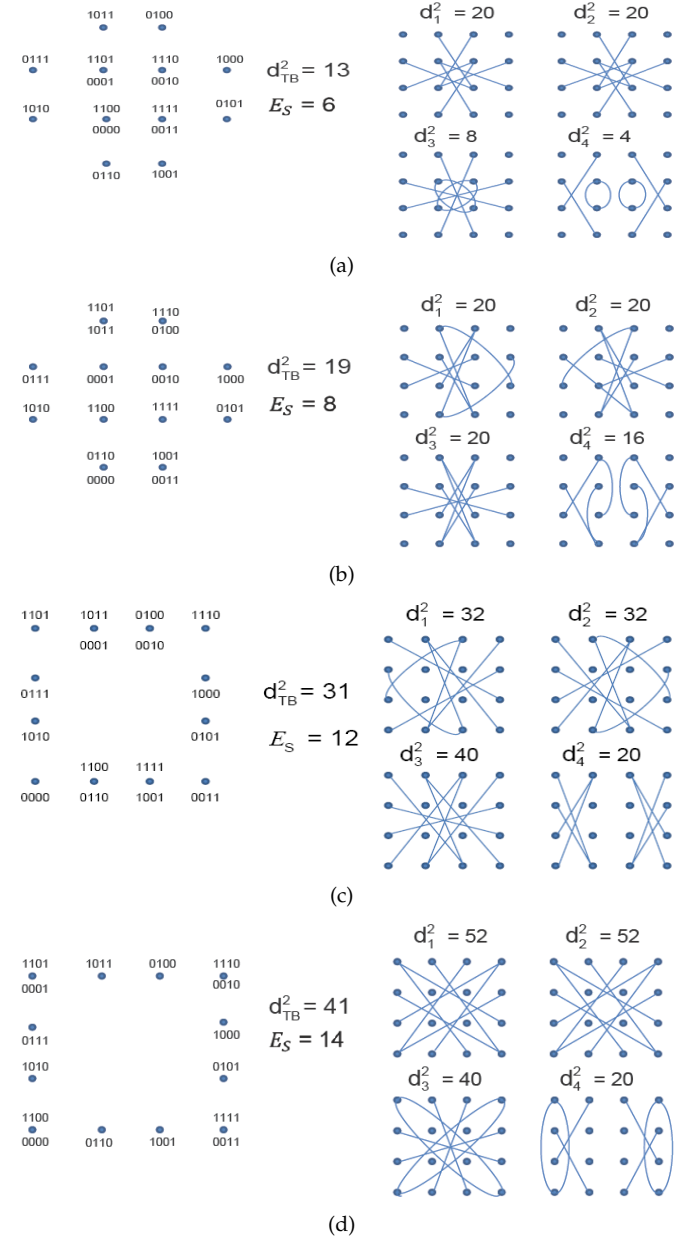 1011 0100
0111 1101 1110 1000
0001 0010
1010 1100 1111 0101
0000 0011
0110 1001
d²TB = 13
ES = 6
d²1 = 20 d²2 = 20
d²3 = 8 d²4 = 4
(a)
1101 1110
1011 0100
0111 0001 0010 1000
1010 1100 1111 0101
0110 1001
0000 0011
d²TB = 19
ES = 8
d²1 = 20 d²2 = 20
d²3 = 20 d²4 = 16
(b)
1101 1011 0100 1110
0001 0010
0111 1000
1010 0101
1100 1111
0000 0110 1001 0011
d²TB = 31
ES = 12
d²1 = 32 d²2 = 32
d²3 = 40 d²4 = 20
(c)
1101 1011 0100 1110
0001 0010
0111 1000
1010 0101
1100 1111
0000 0110 1001 0011
d²TB = 41
ES = 14
d²1 = 52 d²2 = 52
d²3 = 40 d²4 = 20
(d)